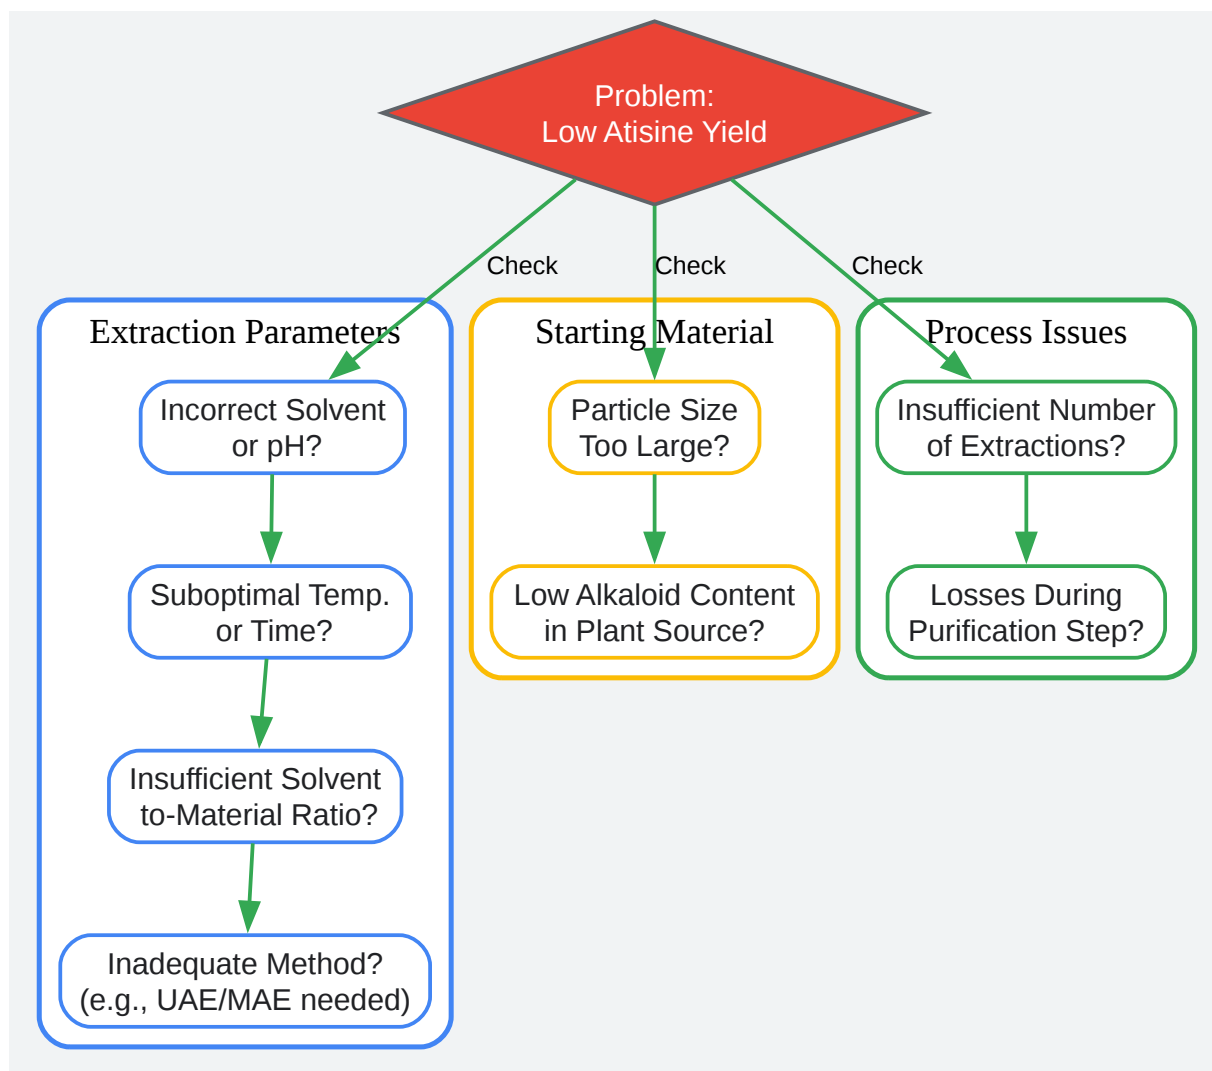 Problem:
Low Atisine Yield
Check
Check
Check
Extraction Parameters
Incorrect Solvent
or pH?
Suboptimal Temp.
or Time?
Insufficient Solvent
to-Material Ratio?
Inadequate Method?
(e.g., UAE/MAE needed)
Starting Material
Particle Size
Too Large?
Low Alkaloid Content
in Plant Source?
Process Issues
Insufficient Number
of Extractions?
Losses During
Purification Step?